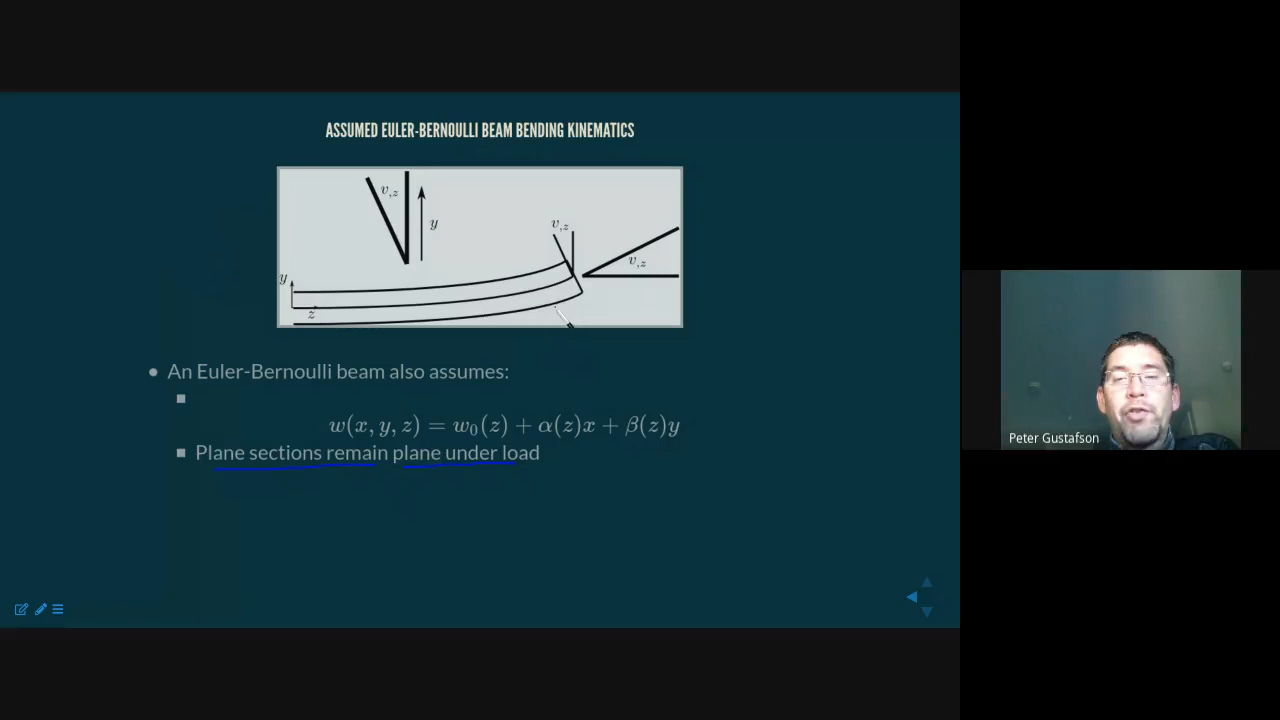 ASSUMED EULER-BERNOULLI BEAM BENDING KINEMATICS
v,z
y
v,z
v,z
y
z
An Euler-Bernoulli beam also assumes:
w(x, y, z) = w₀(z) + α(z)x + β(z)y
Plane sections remain plane under load
Peter Gustafson